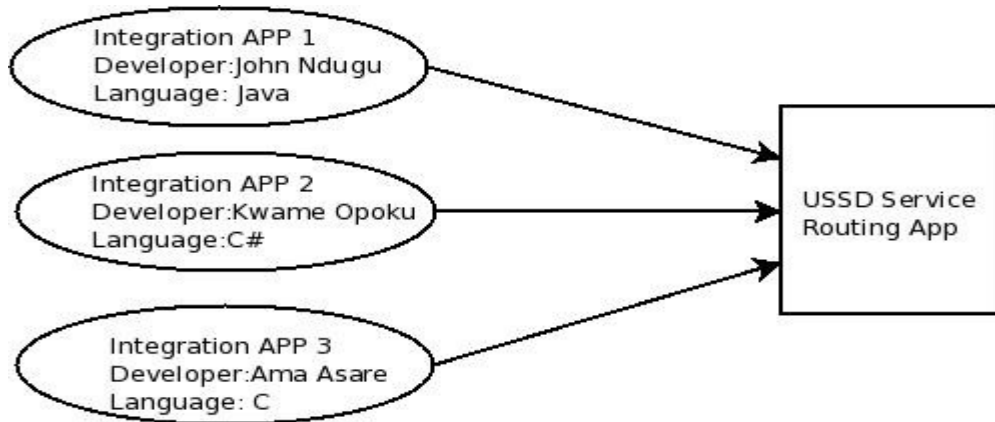 Integration APP 1
Developer:John Ndugu
Language: Java
Integration APP 2
Developer:Kwame Opoku
Language:C#
Integration APP 3
Developer:Ama Asare
Language: C
USSD Service
Routing App